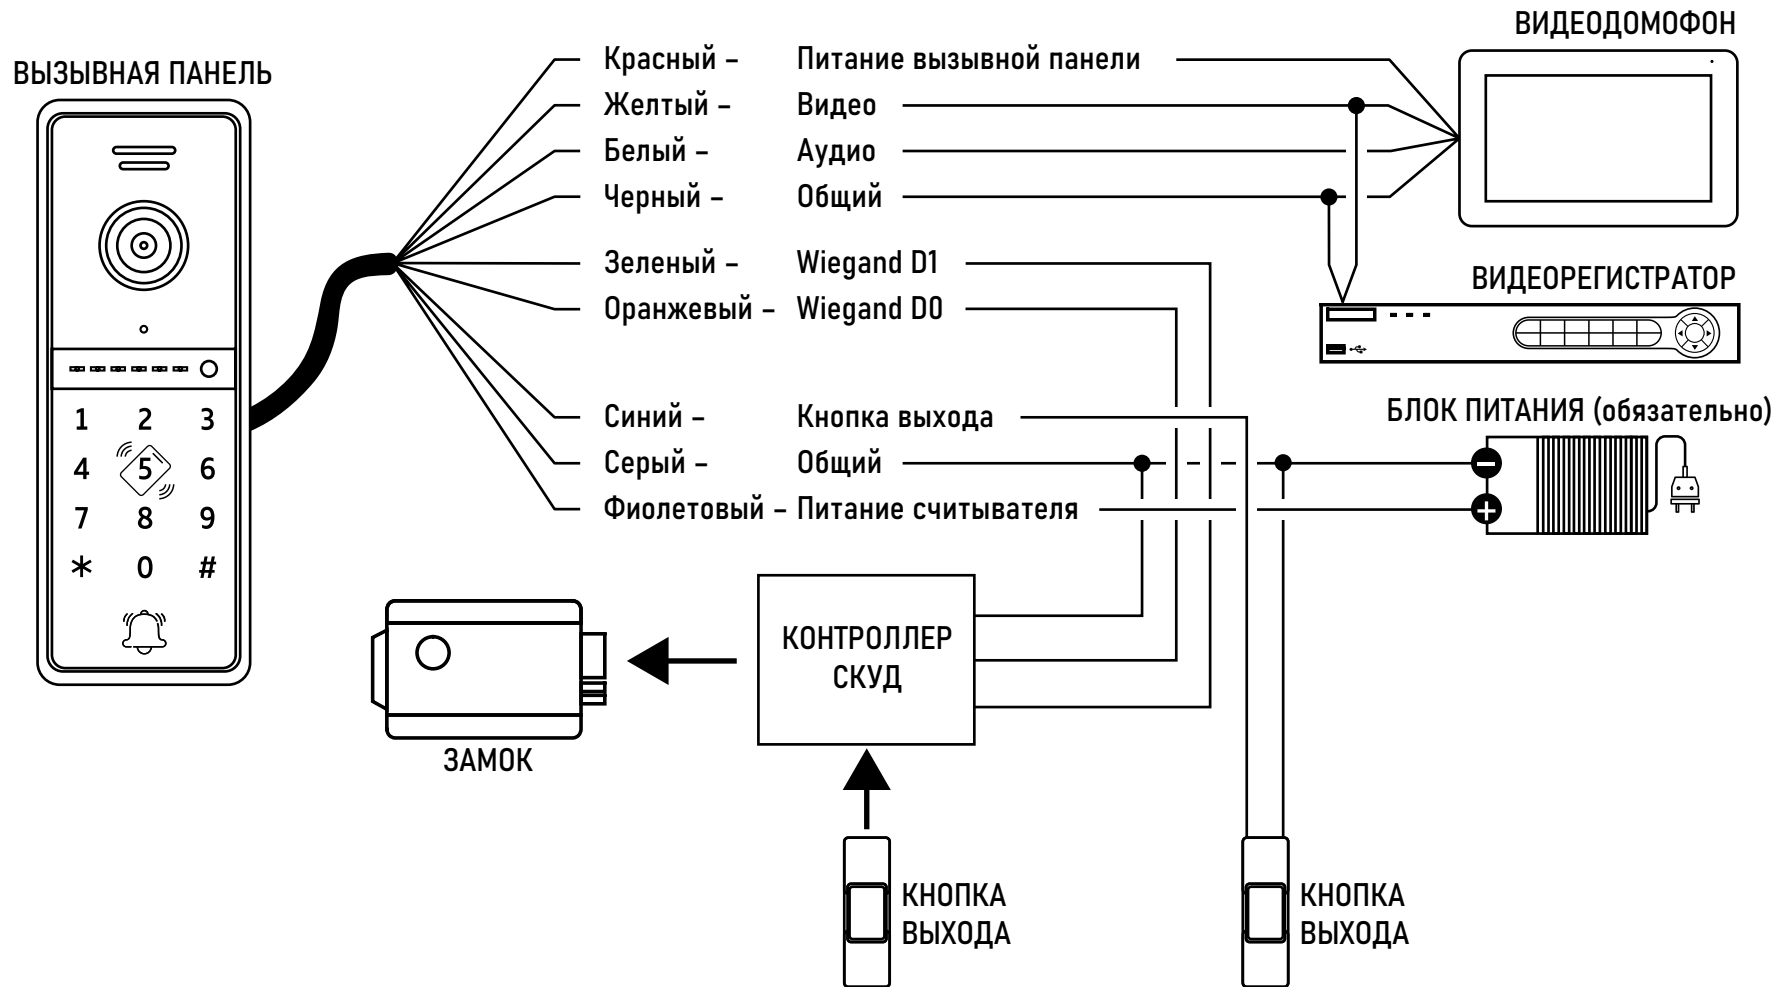 ВИДЕОДОМОФОН
ВЫЗЫВНАЯ ПАНЕЛЬ
Красный – Питание вызывной панели
Желтый – Видео
Белый – Аудио
Черный – Общий
Зеленый – Wiegand D1
Оранжевый – Wiegand D0
ВИДЕОРЕГИСТРАТОР
Синий – Кнопка выхода
Серый – Общий
Фиолетовый – Питание считывателя
БЛОК ПИТАНИЯ (обязательно)
–
+
1 2 3
4 5 6
7 8 9
* 0 #
КОНТРОЛЛЕР
СКУД
ЗАМОК
КНОПКА
ВЫХОДА
КНОПКА
ВЫХОДА